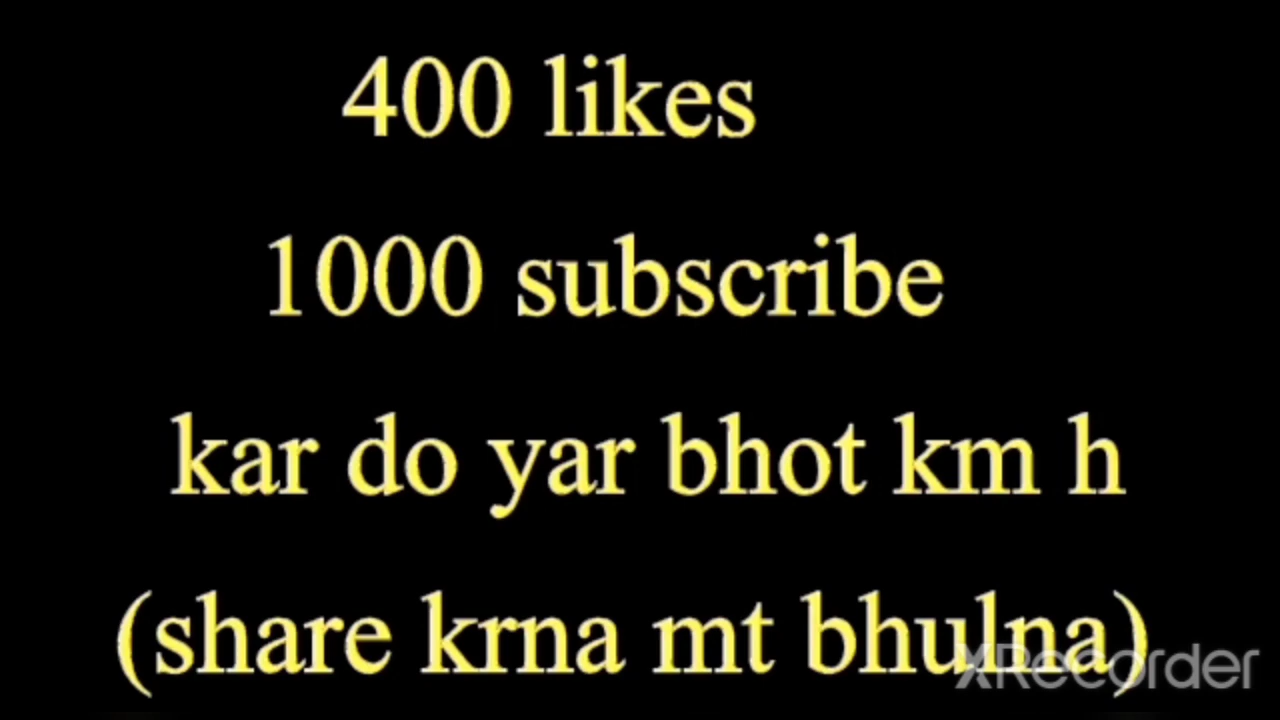 400 likes
1000 subscribe
kar do yar bhot km h
(share krna mt bhulna)
XRecorder